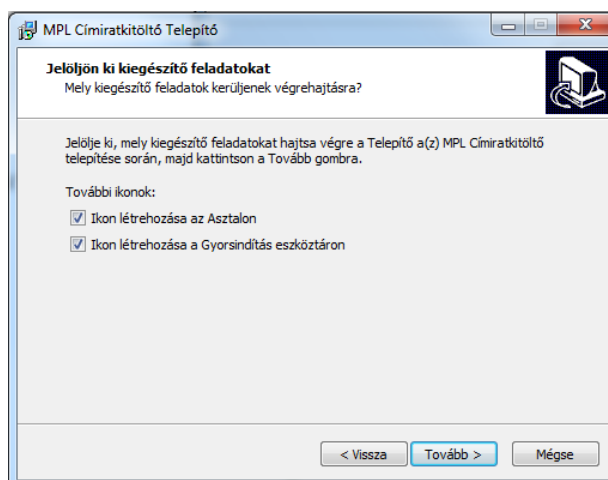 MPL Címiratkitöltő Telepítő
Jelöljön ki kiegészítő feladatokat
Mely kiegészítő feladatok kerüljenek végrehajtásra?
Jelölje ki, mely kiegészítő feladatokat hajtsa végre a Telepítő a(z) MPL Címiratkitöltő
telepítése során, majd kattintson a Tovább gombra.
További ikonok:
Ikon létrehozása az Asztalon
Ikon létrehozása a Gyorsindítás eszköztáron
< Vissza Tovább > Mégse